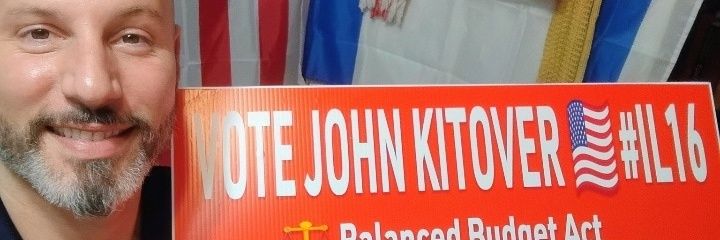 VOTE JOHN KITOVER #IL16
Balanced Budget Act